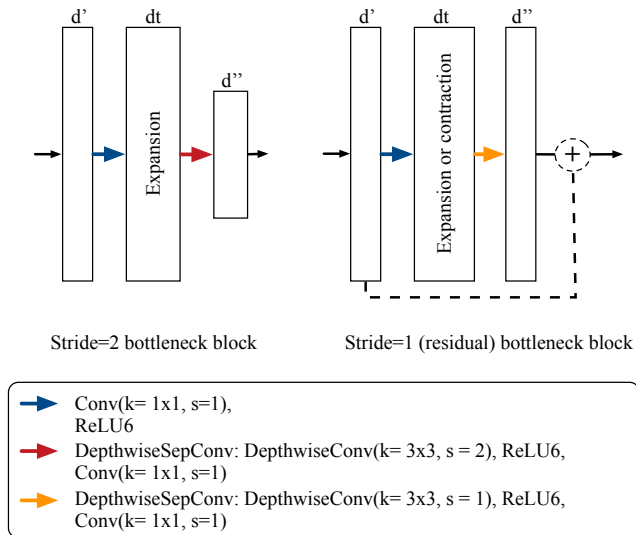 d’
dt
d’’
Expansion
d’
dt
d’’
Expansion or contraction
+
Stride=2 bottleneck block
Stride=1 (residual) bottleneck block
Conv(k= 1x1, s=1),
ReLU6
DepthwiseSepConv: DepthwiseConv(k= 3x3, s = 2), ReLU6,
Conv(k= 1x1, s=1)
DepthwiseSepConv: DepthwiseConv(k= 3x3, s = 1), ReLU6,
Conv(k= 1x1, s=1)